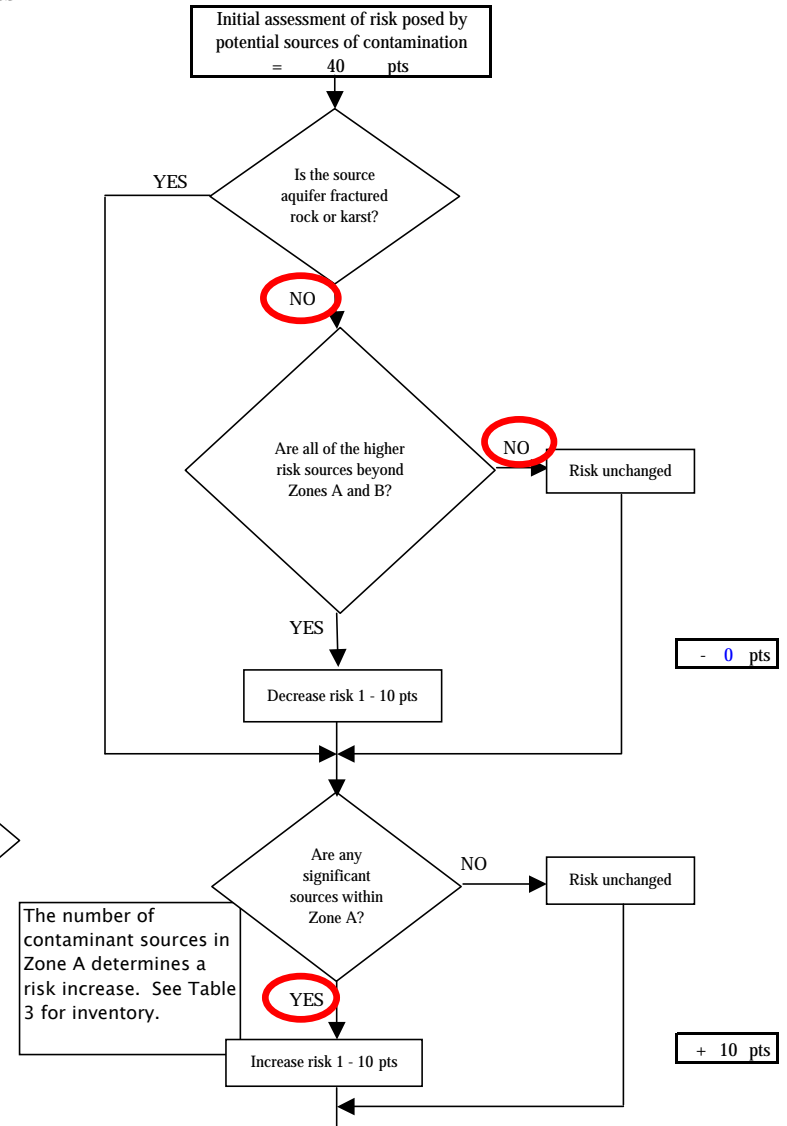 Initial assessment of risk posed by
potential sources of contamination
= 40 pts
Is the source
aquifer fractured
rock or karst?
YES
NO
Are all of the higher
risk sources beyond
Zones A and B?
NO
Risk unchanged
YES
- 0 pts
Decrease risk 1 - 10 pts
Are any
significant
sources within
Zone A?
NO
Risk unchanged
The number of
contaminant sources in
Zone A determines a
risk increase. See Table
3 for inventory.
YES
Increase risk 1 - 10 pts
+ 10 pts